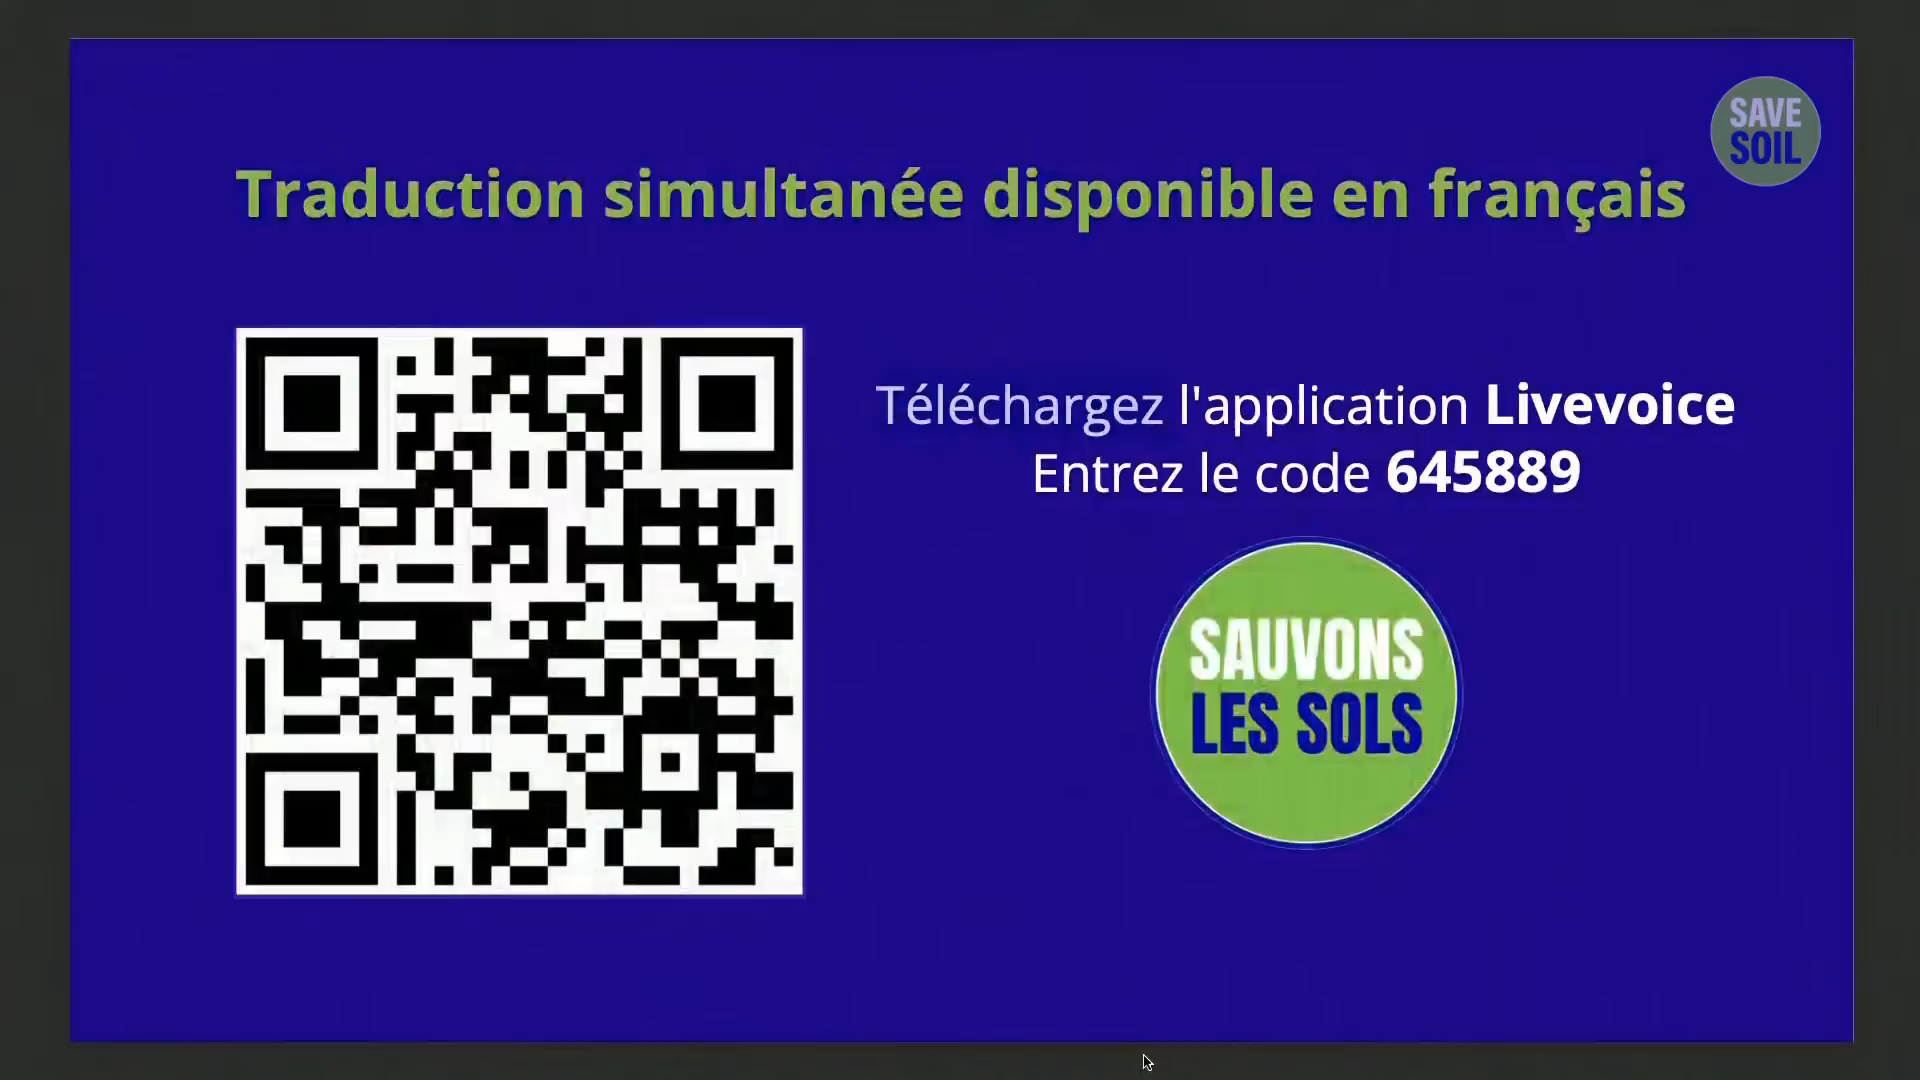 SAVE
SOIL
Traduction simultanée disponible en français
Téléchargez l'application Livevoice
Entrez le code 645889
SAUVONS
LES SOLS